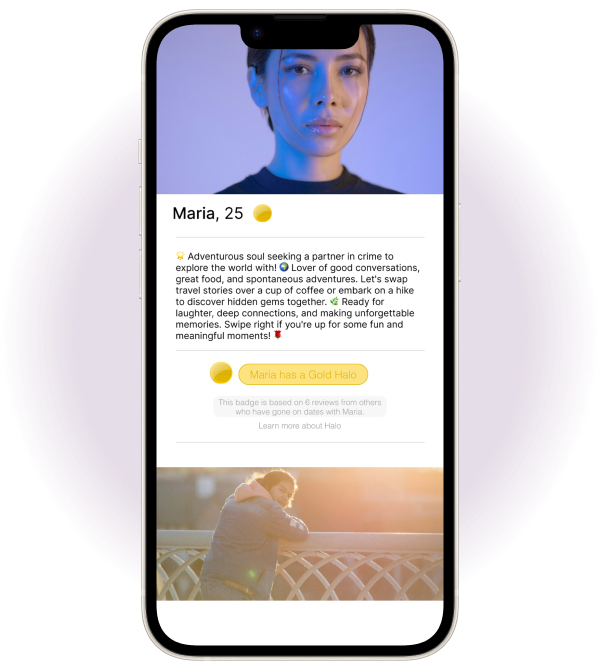 Maria, 25
🌟 Adventurous soul seeking a partner in crime to
explore the world with! 🌍 Lover of good conversations,
great food, and spontaneous adventures. Let's swap
travel stories over a cup of coffee or embark on a hike
to discover hidden gems together. 🌿 Ready for
laughter, deep connections, and making unforgettable
memories. Swipe right if you're up for some fun and
meaningful moments! 🌹
Maria has a Gold Halo
This badge is based on 6 reviews from others
who have gone on dates with Maria.
Learn more about Halo